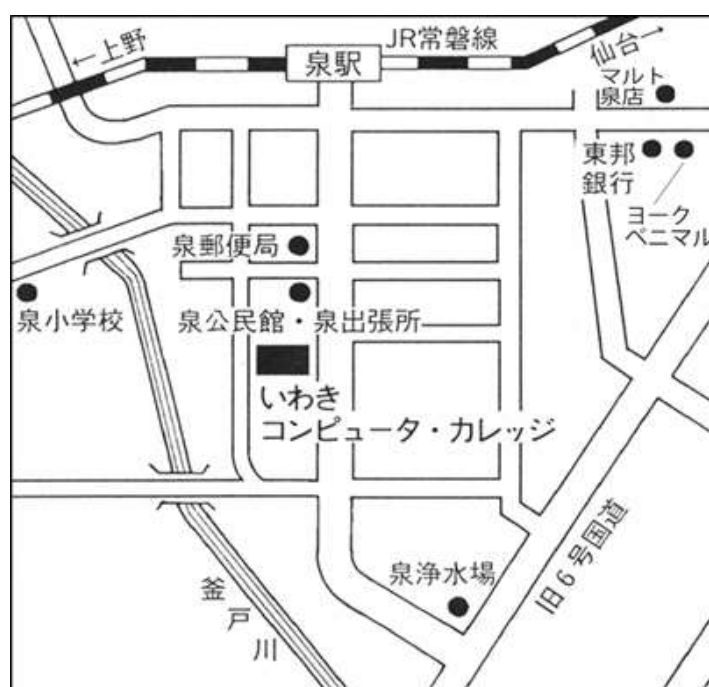 ←上野
泉駅
JR常磐線
仙台→
マルト
泉店
東邦
銀行
ヨーク
ベニマル
泉郵便局
泉小学校
泉公民館・泉出張所
いわき
コンピュータ・カレッジ
旧6号国道
泉浄水場
釜戸川